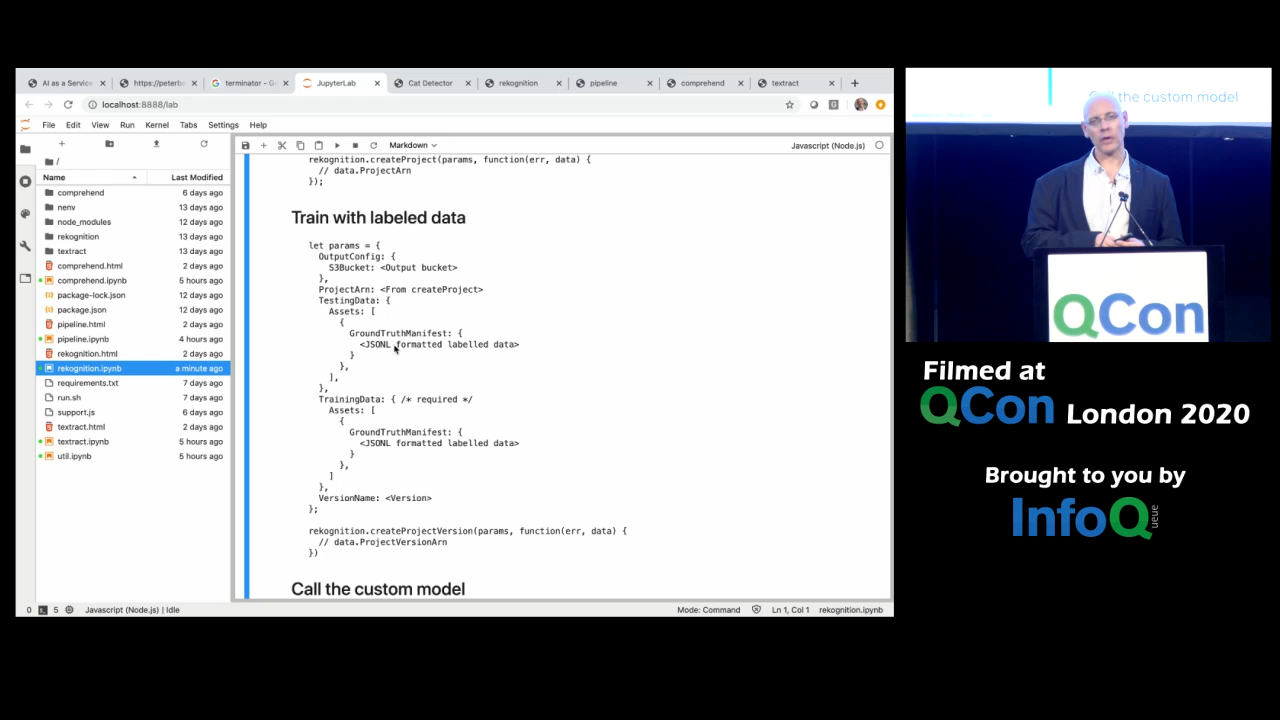 AI as a Service
https://peterbo
terminator - G
JupyterLab
Cat Detector
rekognition
pipeline
comprehend
textract
localhost:8888/lab
File Edit View Run Kernel Tabs Settings Help
/
Name Last Modified
comprehend 6 days ago
nenv 13 days ago
node_modules 12 days ago
rekognition 13 days ago
textract 13 days ago
comprehend.html 2 days ago
comprehend.ipynb 5 hours ago
package-lock.json 12 days ago
package.json 12 days ago
pipeline.html 2 days ago
pipeline.ipynb 4 hours ago
rekognition.html 2 days ago
rekognition.ipynb a minute ago
requirements.txt 7 days ago
run.sh 7 days ago
support.js 6 days ago
textract.html 2 days ago
textract.ipynb 5 hours ago
util.ipynb 5 hours ago
Markdown
Javascript (Node.js)
rekognition.createProject(params, function(err, data) {
// data.ProjectArn
});
Train with labeled data
let params = {
OutputConfig: {
S3Bucket: <Output bucket>
},
ProjectArn: <From createProject>
TestingData: {
Assets: [
{
GroundTruthManifest: {
<JSONL formatted labelled data>
}
},
],
},
TrainingData: { /* required */
Assets: [
{
GroundTruthManifest: {
<JSONL formatted labelled data>
}
},
]
},
VersionName: <Version>
};
rekognition.createProjectVersion(params, function(err, data) {
// data.ProjectVersionArn
})
Call the custom model
0 5 Javascript (Node.js) | Idle
Mode: Command Ln 1, Col 1 rekognition.ipynb
the custom model
QCon
Filmed at
QCon London 2020
Brought to you by
InfoQ
ueue